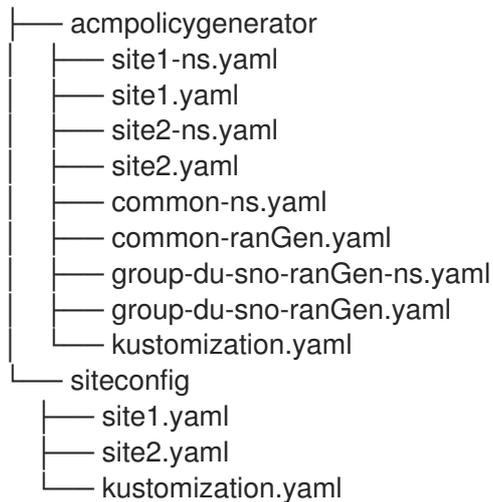 ├── acmpolicygenerator
│   ├── site1-ns.yaml
│   ├── site1.yaml
│   ├── site2-ns.yaml
│   ├── site2.yaml
│   ├── common-ns.yaml
│   ├── common-ranGen.yaml
│   ├── group-du-sno-ranGen-ns.yaml
│   ├── group-du-sno-ranGen.yaml
│   └── kustomization.yaml
└── siteconfig
    ├── site1.yaml
    ├── site2.yaml
    └── kustomization.yaml